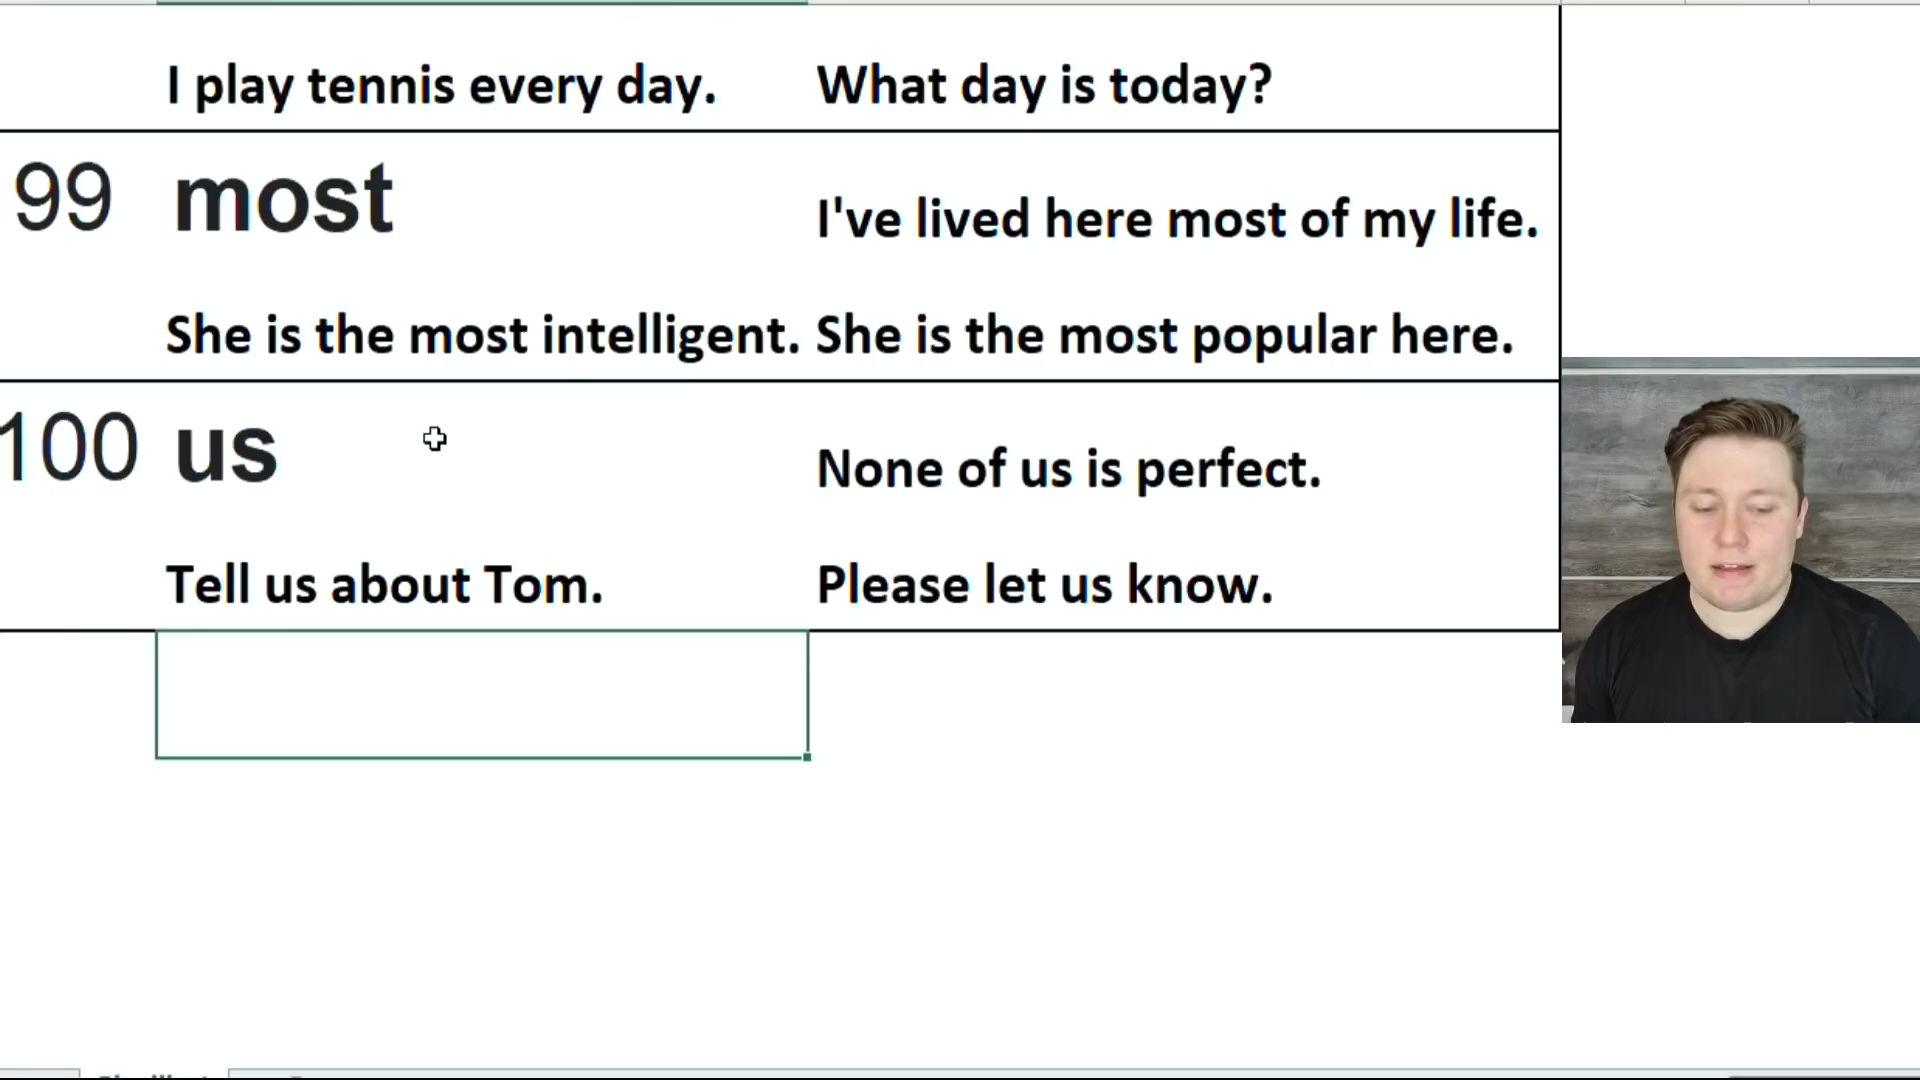 I play tennis every day. What day is today?
99 most I've lived here most of my life.
She is the most intelligent. She is the most popular here.
100 us None of us is perfect.
Tell us about Tom. Please let us know.